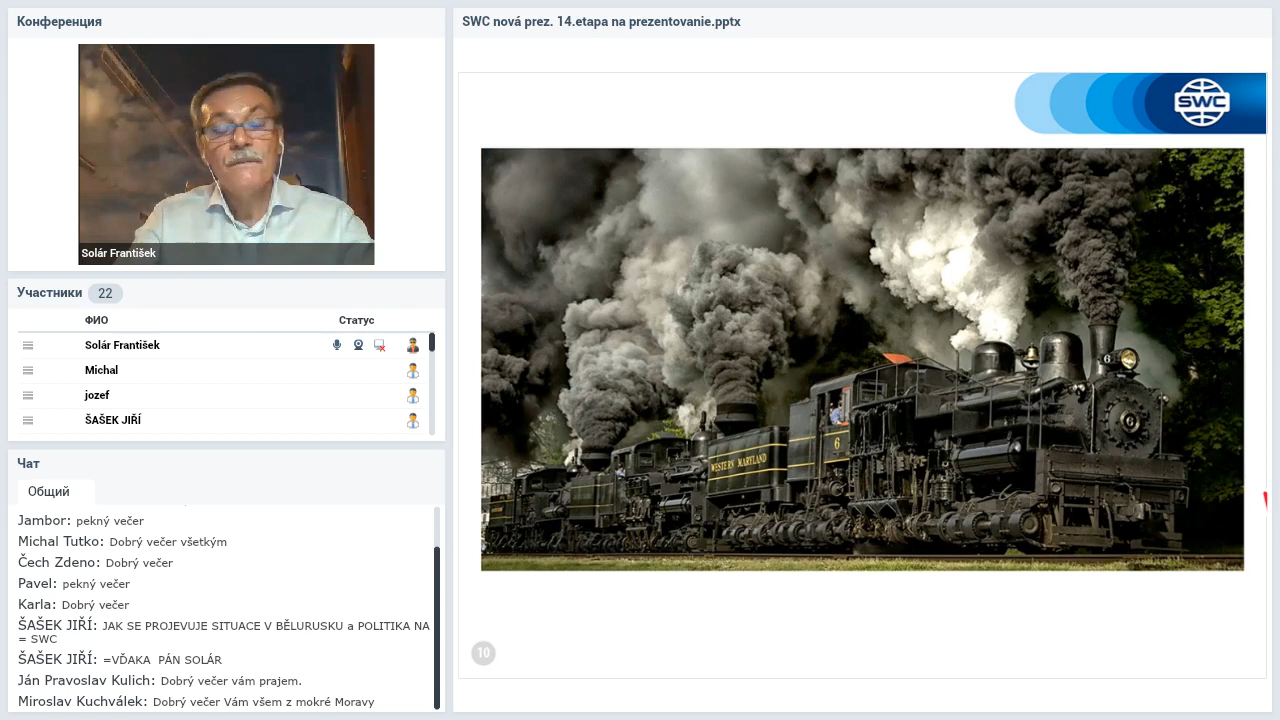 Конференция
Solár František
Участники 22
ФИО Статус
Solár František
Michal
jozef
ŠAŠEK JIŘÍ
Чат
Общий
Jambor: pekný večer
Michal Tutko: Dobrý večer všetkým
Čech Zdeno: Dobrý večer
Pavel: pekný večer
Karla: Dobrý večer
ŠAŠEK JIŘÍ: JAK SE PROJEVUJE SITUACE V BĚLURUSKU a POLITIKA NA
= SWC
ŠAŠEK JIŘÍ: =VĎAKA PÁN SOLÁR
Ján Pravoslav Kulich: Dobrý večer vám prajem.
Miroslav Kuchválek: Dobrý večer Vám všem z mokré Moravy
SWC nová prez. 14.etapa na prezentovanie.pptx
SWC
6
6
WESTERN MARYLAND
10